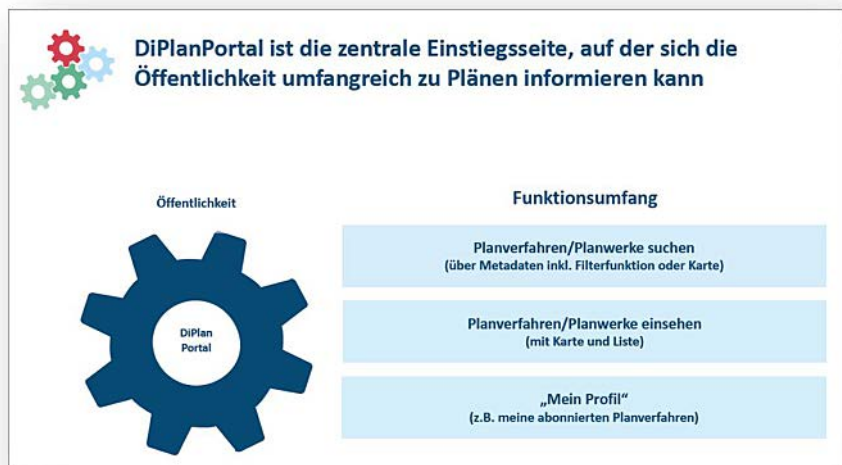 DiPlanPortal ist die zentrale Einstiegsseite, auf der sich die
Öffentlichkeit umfangreich zu Plänen informieren kann
Öffentlichkeit
DiPlan
Portal
Funktionsumfang
Planverfahren/Planwerke suchen
(über Metadaten inkl. Filterfunktion oder Karte)
Planverfahren/Planwerke einsehen
(mit Karte und Liste)
„Mein Profil“
(z.B. meine abonnierten Planverfahren)